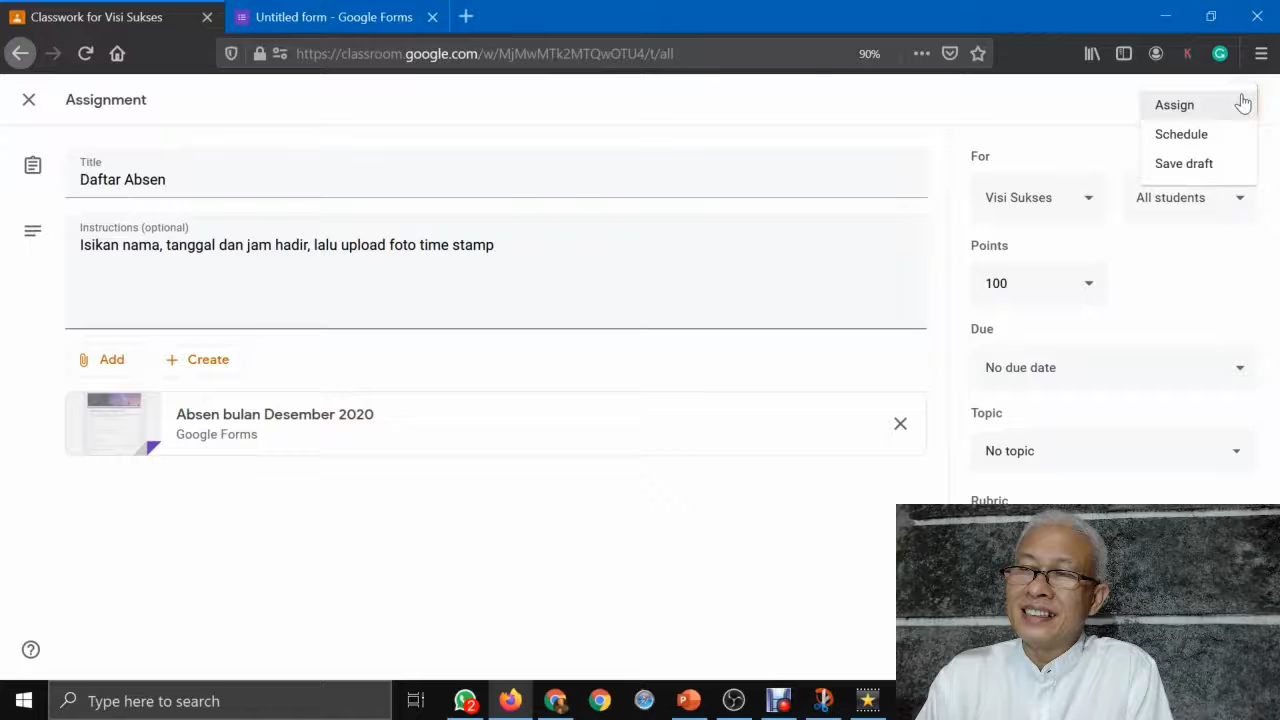 Classwork for Visi Sukses
Untitled form - Google Forms
https://classroom.google.com/w/MjMwMTk2MTQwOTU4/t/all
90%
K
G
Assignment
Assign
Schedule
Save draft
Title
Daftar Absen
Instructions (optional)
Isikan nama, tanggal dan jam hadir, lalu upload foto time stamp
Add
Create
Absen bulan Desember 2020
Google Forms
For
Visi Sukses
All students
Points
100
Due
No due date
Topic
No topic
Rubric
Type here to search
2